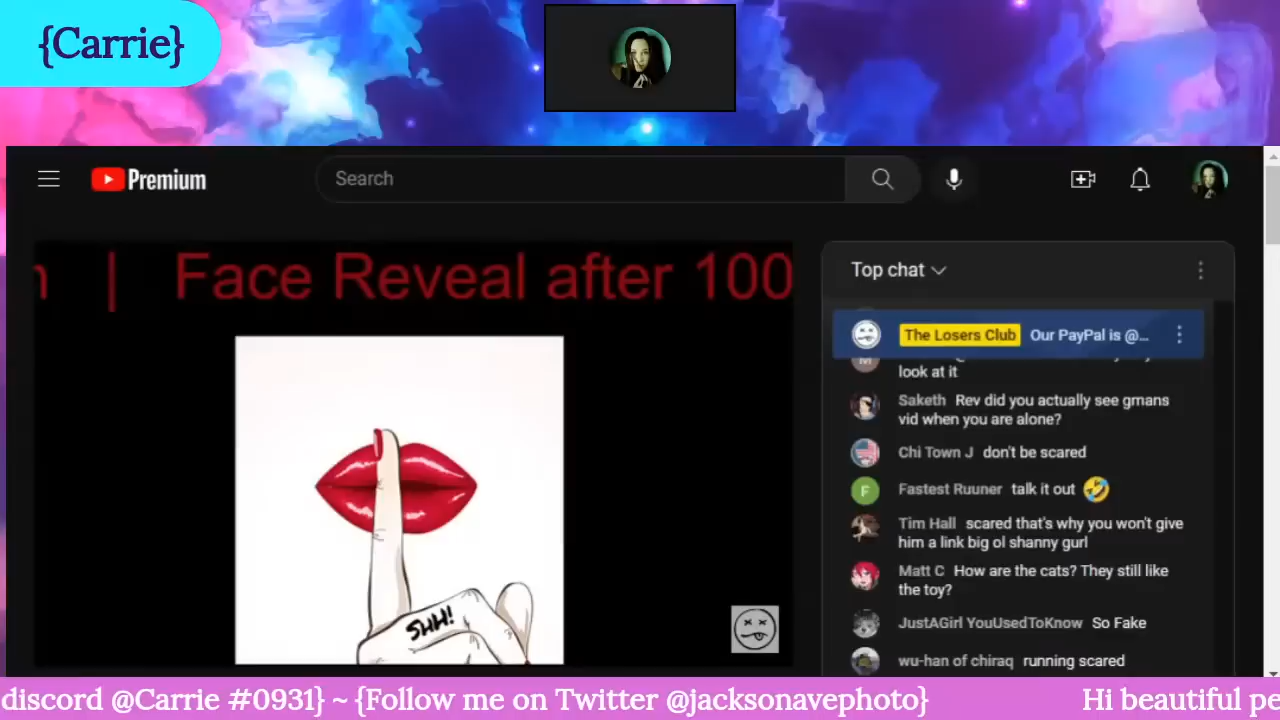 {Carrie}
Premium
Search
| Face Reveal after 100
Top chat
The Losers Club Our PayPal is @...
look at it
Saketh Rev did you actually see gmans
vid when you are alone?
Chi Town J don't be scared
F Fastest Ruuner talk it out
Tim Hall scared that's why you won't give
him a link big ol shanny gurl
Matt C How are the cats? They still like
the toy?
SHH!
JustAGirl YouUsedToKnow So Fake
wu-han of chiraq running scared
discord @Carrie #0931} ~ {Follow me on Twitter @jacksonavephoto} Hi beautiful pe